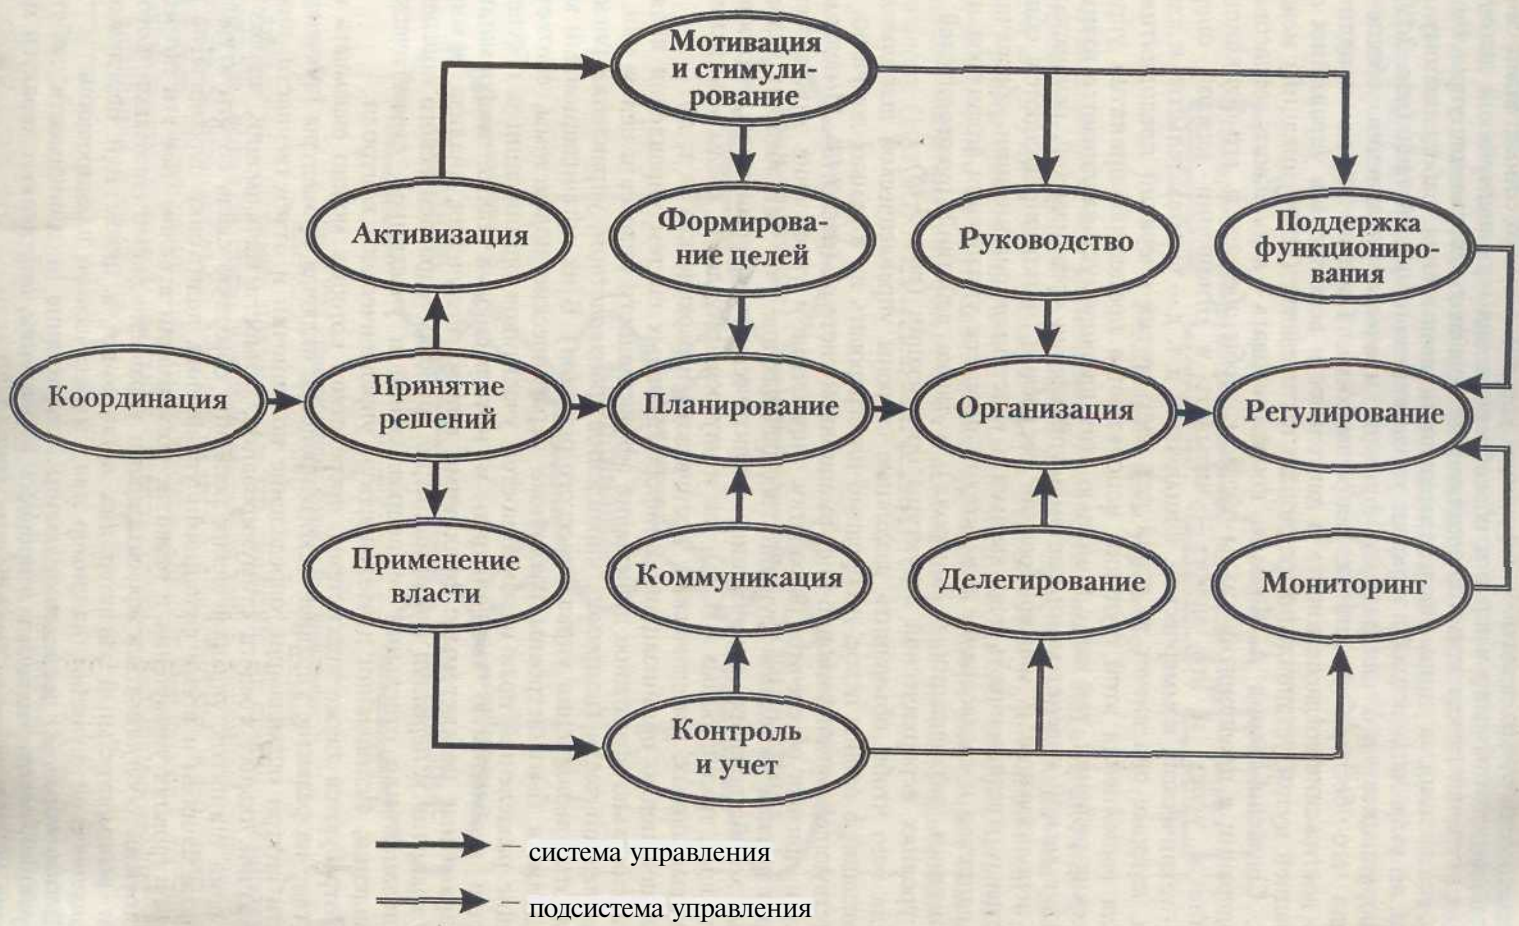 Мотивация
и стимули-
рование
Активизация
Формирова-
ние целей
Руководство
Поддержка
функциониро-
вания
Координация
Принятие
решений
Планирование
Организация
Регулирование
Применение
власти
Коммуникация
Делегирование
Мониторинг
Контроль
и учет
— система управления
— подсистема управления